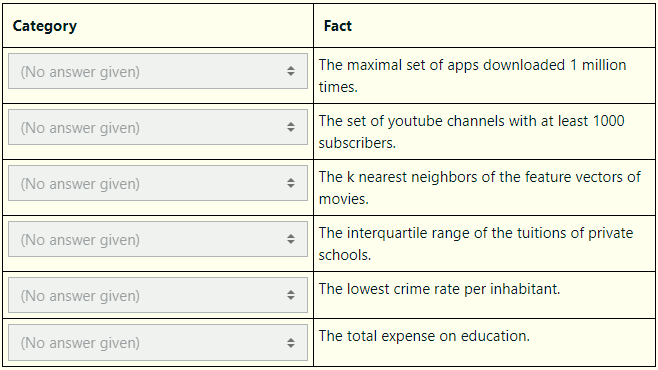 Category
Fact
(No answer given)
The maximal set of apps downloaded 1 million
times.
(No answer given)
The set of youtube channels with at least 1000
subscribers.
(No answer given)
The k nearest neighbors of the feature vectors of
movies.
(No answer given)
The interquartile range of the tuitions of private
schools.
(No answer given)
The lowest crime rate per inhabitant.
(No answer given)
The total expense on education.